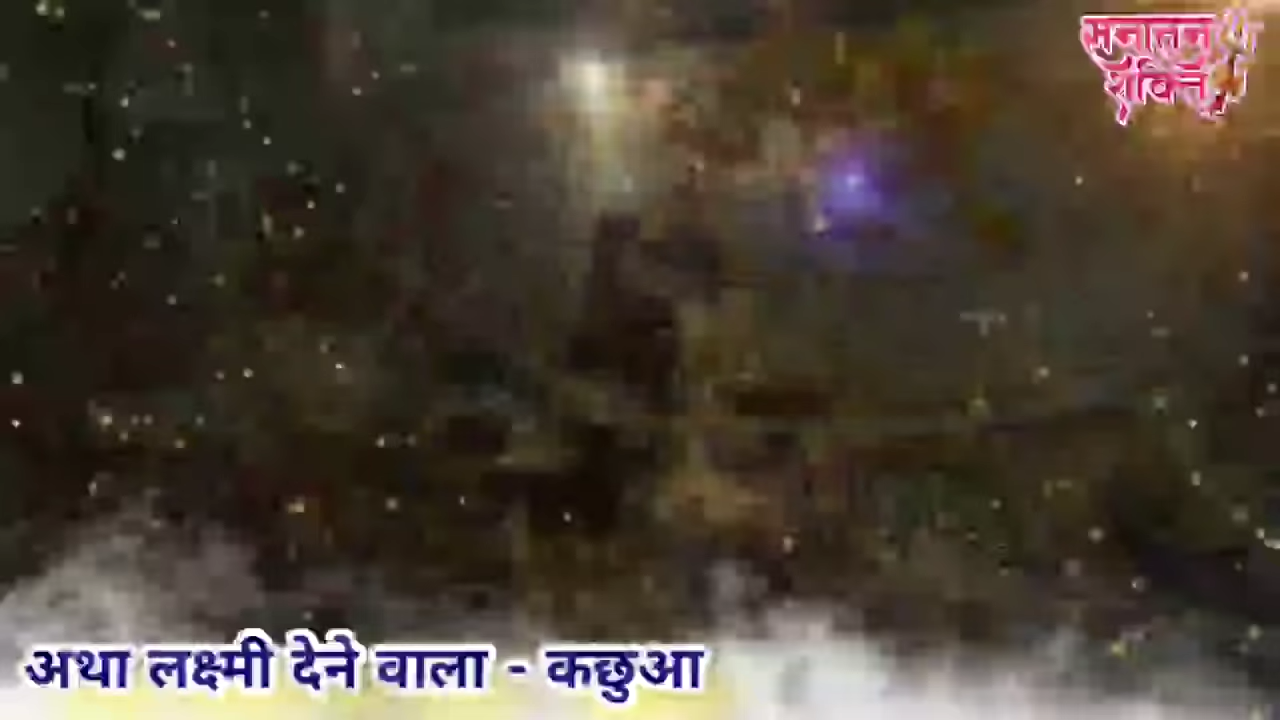 सनातन
शक्ति
अथा लक्ष्मी देने वाला - कछुआ